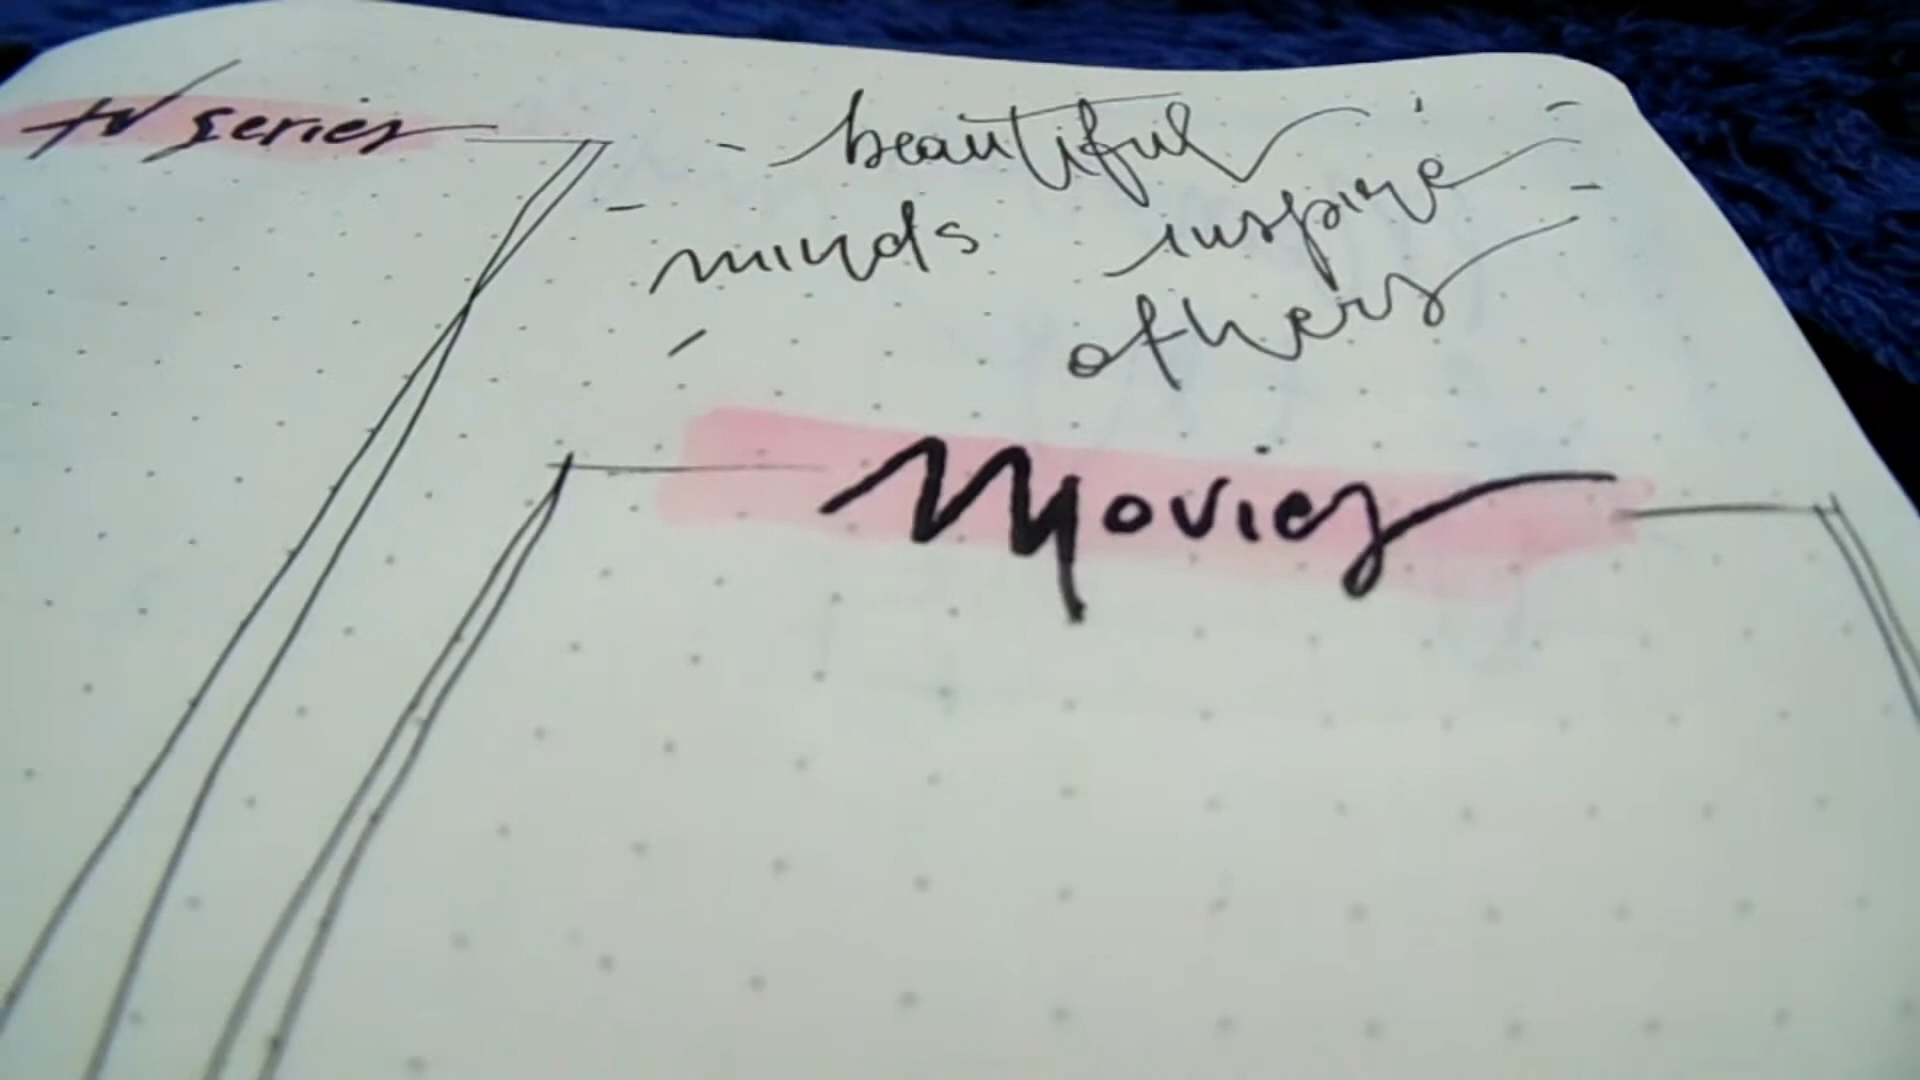 tv series
beautiful
minds inspire
others
Movies